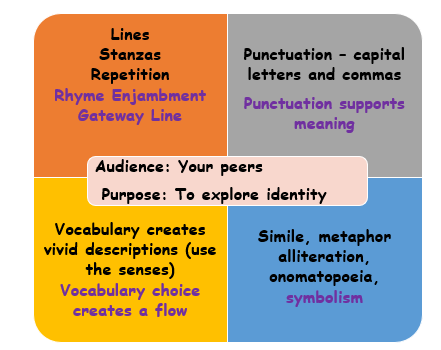 Lines
Stanzas
Repetition
Rhyme Enjambment
Gateway Line
Punctuation – capital
letters and commas
Punctuation supports
meaning
Audience: Your peers
Purpose: To explore identity
Vocabulary creates
vivid descriptions (use
the senses)
Vocabulary choice
creates a flow
Simile, metaphor
alliteration,
onomatopoeia,
symbolism